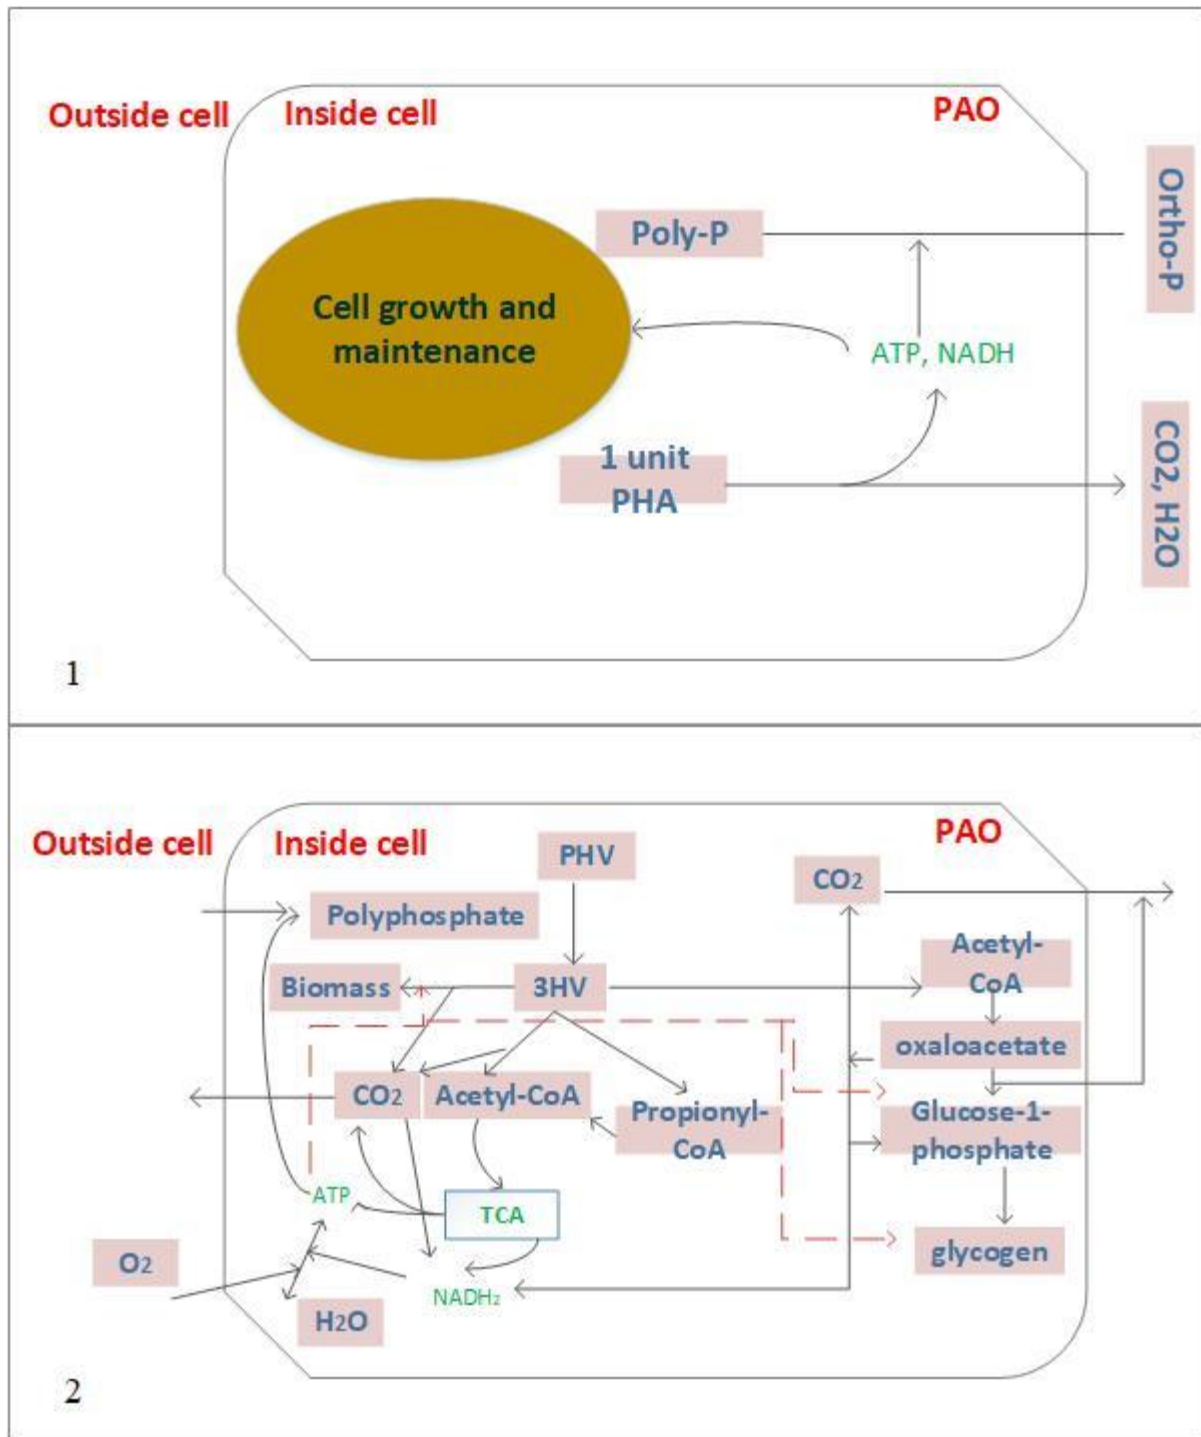 Outside cell
Inside cell
PAO
Poly-P
Ortho-P
Cell growth and
maintenance
ATP, NADH
1 unit
PHA
CO2, H2O
1
Outside cell
Inside cell
PAO
PHV
CO2
Polyphosphate
Acetyl-
CoA
Biomass
3HV
oxaloacetate
CO2
Acetyl-CoA
Propionyl-
CoA
Glucose-1-
phosphate
ATP
TCA
glycogen
O2
NADH2
H2O
2